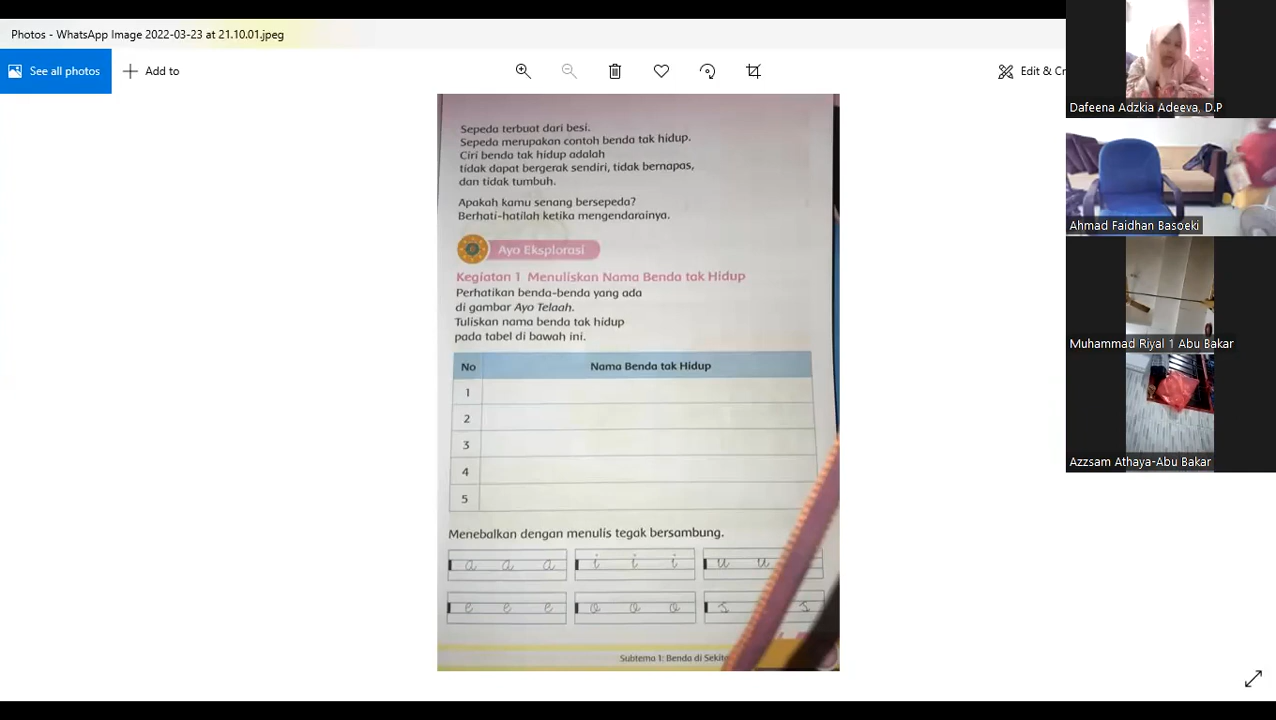 Photos - WhatsApp Image 2022-03-23 at 21.10.01.jpeg
See all photos
Add to
Edit & Cr
Sepeda terbuat dari besi.
Sepeda merupakan contoh benda tak hidup.
Ciri benda tak hidup adalah
tidak dapat bergerak sendiri, tidak bernapas,
dan tidak tumbuh.
Apakah kamu senang bersepeda?
Berhati-hatilah ketika mengendarainya.
Ayo Eksplorasi
Kegiatan 1 Menuliskan Nama Benda tak Hidup
Perhatikan benda-benda yang ada
di gambar Ayo Telaah.
Tuliskan nama benda tak hidup
pada tabel di bawah ini.
No Nama Benda tak Hidup
1
2
3
4
5
Menebalkan dengan menulis tegak bersambung.
a a a i i i u u
e e e o o o s s
Subtema 1: Benda di Sekit
Dafeena Adzkia Adeeva, D.P
Ahmad Faidhan Basoeki
Muhammad Riyal 1 Abu Bakar
Azzsam Athaya-Abu Bakar